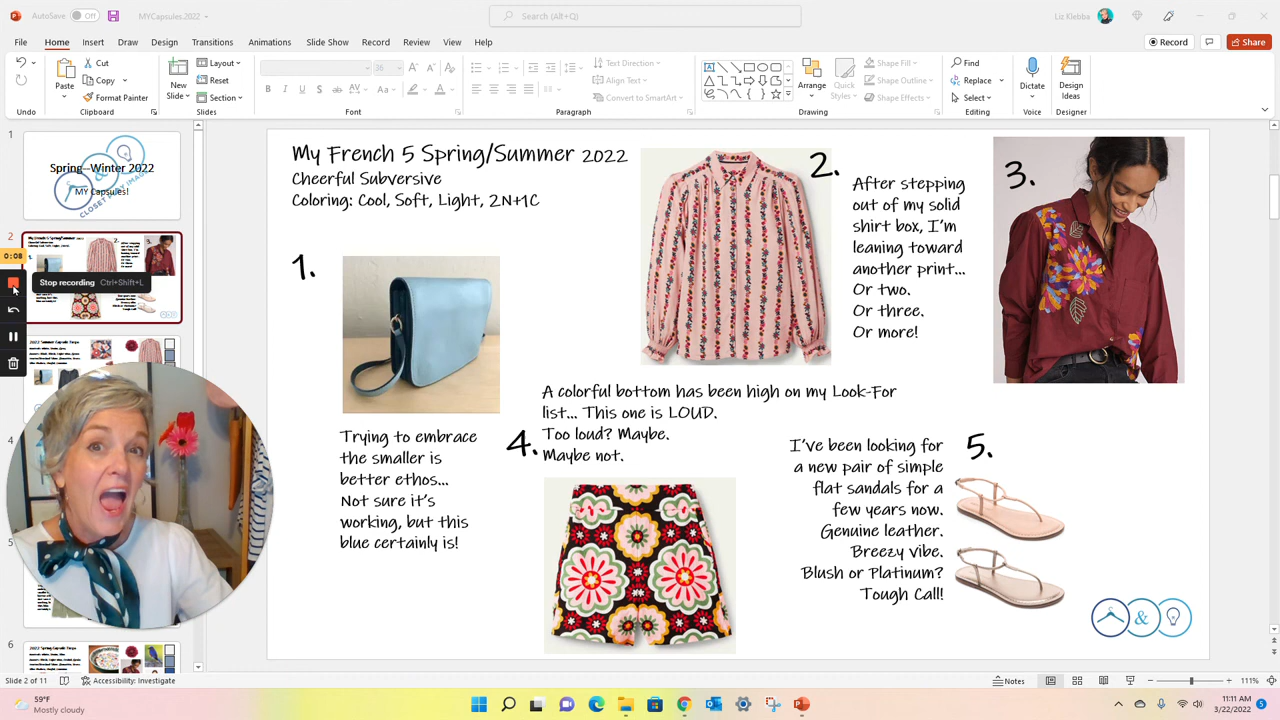 AutoSave
Off
MYCapsules.2022
Search (Alt+Q)
Liz Klebba
File
Home
Insert
Draw
Design
Transitions
Animations
Slide Show
Record
Review
View
Help
Record
Share
Paste
Cut
Copy
Format Painter
New Slide
Layout
Reset
Section
36
Text Direction
Align Text
Convert to SmartArt
Arrange
Quick Styles
Shape Fill
Shape Outline
Shape Effects
Find
Replace
Select
Dictate
Design Ideas
Undo
Clipboard
Slides
Font
Paragraph
Drawing
Editing
Voice
Designer
1
Spring--Winter 2022
MY Capsules!
2
0:08
Stop recording Ctrl+Shift+L
4
5
6
My French 5 Spring/Summer 2022
Cheerful Subversive
Coloring: Cool, Soft, Light, 2N+1C
1.
Trying to embrace
the smaller is
better ethos...
Not sure it's
working, but this
blue certainly is!
2.
After stepping
out of my solid
shirt box, I'm
leaning toward
another print...
Or two.
Or three.
Or more!
3.
A colorful bottom has been high on my Look-For
list... This one is LOUD.
Too loud? Maybe.
Maybe not.
4.
I've been looking for
a new pair of simple
flat sandals for a
few years now.
Genuine leather.
Breezy vibe.
Blush or Platinum?
Tough Call!
5.
&
Slide 2 of 11
Accessibility: Investigate
Notes
111%
59°F
Mostly cloudy
11:11 AM
3/22/2022
5